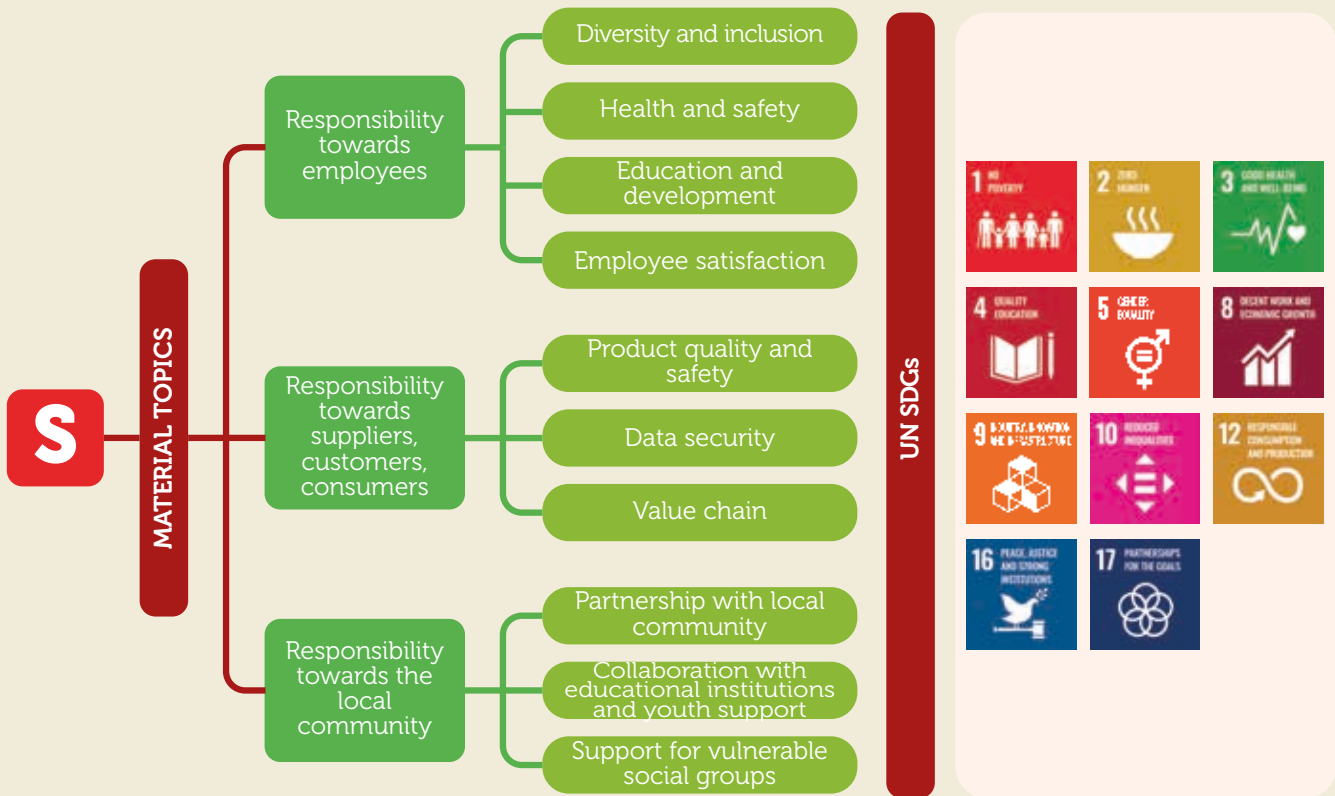 S
MATERIAL TOPICS
Responsibility
towards
employees
Diversity and inclusion
Health and safety
Education and
development
Employee satisfaction
Responsibility
towards
suppliers,
customers,
consumers
Product quality and
safety
Data security
Value chain
Responsibility
towards the
local
community
Partnership with local
community
Collaboration with
educational institutions
and youth support
Support for vulnerable
social groups
UN SDGs
1 NO
POVERTY
2 ZERO
HUNGER
3 GOOD HEALTH
AND WELL-BEING
4 QUALITY
EDUCATION
5 GENDER
EQUALITY
8 DECENT WORK AND
ECONOMIC GROWTH
9 INDUSTRY, INNOVATION
AND INFRASTRUCTURE
10 REDUCED
INEQUALITIES
12 RESPONSIBLE
CONSUMPTION
AND PRODUCTION
16 PEACE, JUSTICE
AND STRONG
INSTITUTIONS
17 PARTNERSHIPS
FOR THE GOALS